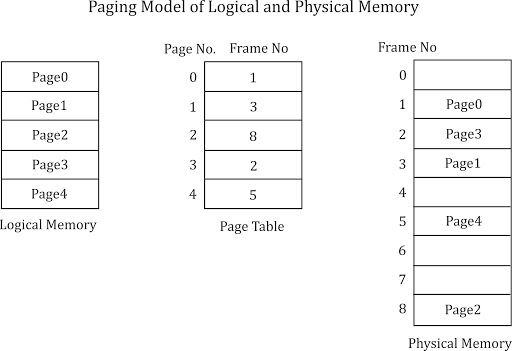 Paging Model of Logical and Physical Memory
Page0
Page1
Page2
Page3
Page4
Logical Memory
Page No. Frame No
0 1
1 3
2 8
3 2
4 5
Page Table
Frame No
0
1 Page0
2 Page3
3 Page1
4
5 Page4
6
7
8 Page2
Physical Memory